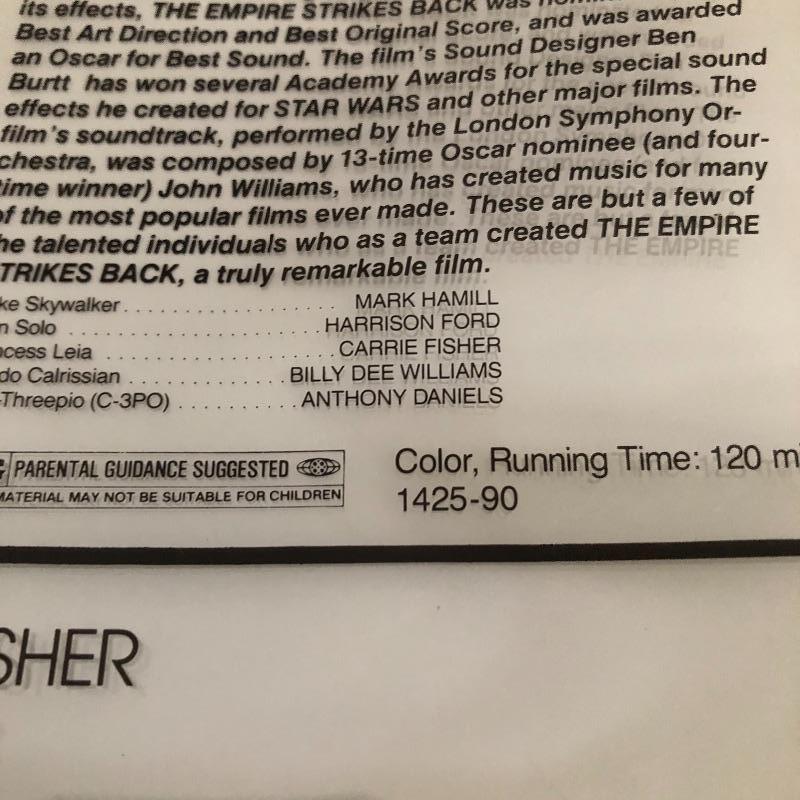 its effects, THE EMPIRE STRIKES BACK was
Best Art Direction and Best Original Score, and was awarded
an Oscar for Best Sound. The film's Sound Designer Ben
Burtt has won several Academy Awards for the special sound
effects he created for STAR WARS and other major films. The
film's soundtrack, performed by the London Symphony Or-
chestra, was composed by 13-time Oscar nominee (and four-
time winner) John Williams, who has created music for many
of the most popular films ever made. These are but a few of
he talented individuals who as a team created THE EMPIRE
TRIKES BACK, a truly remarkable film.
ke Skywalker . . . . . . . . . . . . . . . . . . MARK HAMILL
n Solo . . . . . . . . . . . . . . . . . . . . . HARRISON FORD
ncess Leia . . . . . . . . . . . . . . . . . . . CARRIE FISHER
do Calrissian . . . . . . . . . . . . BILLY DEE WILLIAMS
-Threepio (C-3PO) . . . . . . . . . ANTHONY DANIELS
PARENTAL GUIDANCE SUGGESTED
MATERIAL MAY NOT BE SUITABLE FOR CHILDREN
Color, Running Time: 120 m
1425-90
SHER